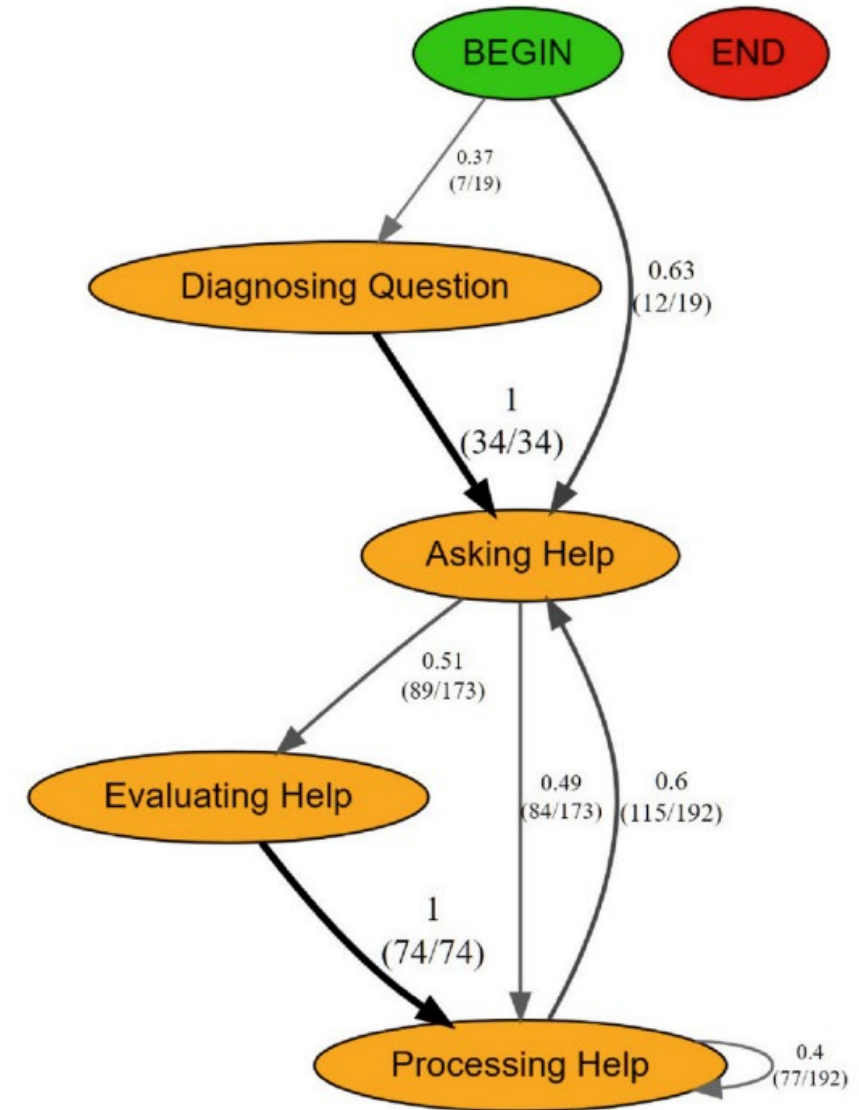 BEGIN
END
0.37
(7/19)
Diagnosing Question
0.63
(12/19)
1
(34/34)
Asking Help
0.51
(89/173)
Evaluating Help
0.49
(84/173)
0.6
(115/192)
1
(74/74)
Processing Help
0.4
(77/192)